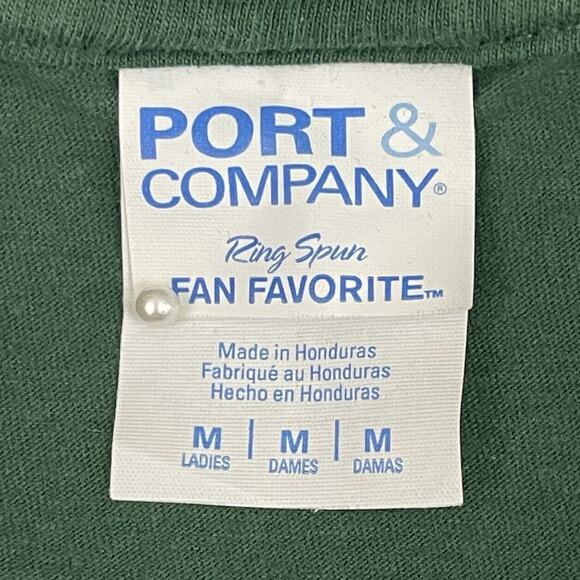 PORT &
COMPANY®
Ring Spun
FAN FAVORITE™
Made in Honduras
Fabriqué au Honduras
Hecho en Honduras
M | M | M
LADIES | DAMES | DAMAS